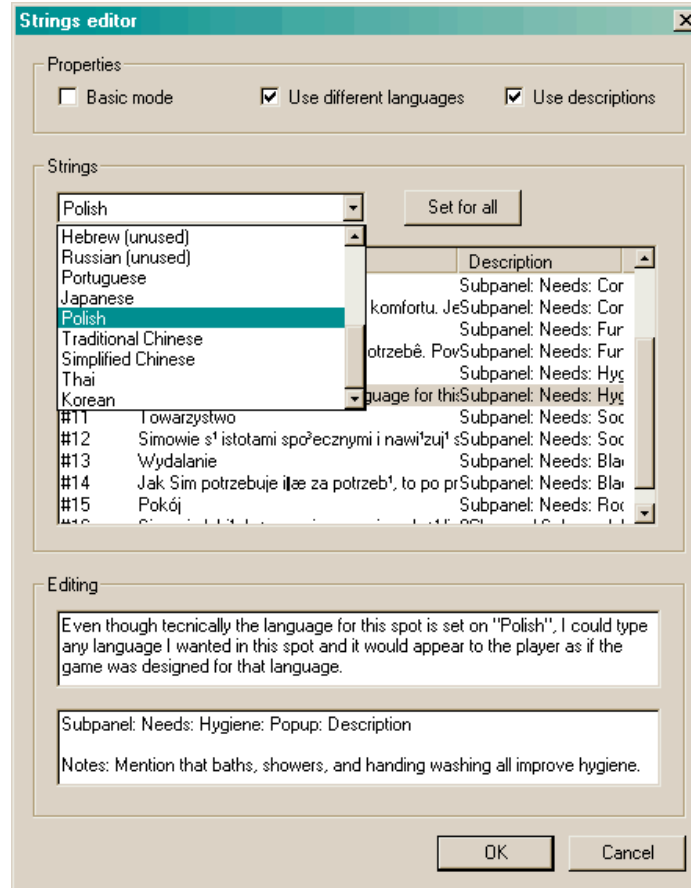 Strings editor
Properties
Basic mode
Use different languages
Use descriptions
Strings
Polish
Set for all
Hebrew (unused)
Russian (unused)
Portuguese
Japanese
Polish
Traditional Chinese
Simplified Chinese
Thai
Korean
Description
Subpanel: Needs: Cor
komfortu. Je Subpanel: Needs: Cor
Subpanel: Needs: Fur
otrzebê. Pow Subpanel: Needs: Fur
Subpanel: Needs: Hyg
guage for this Subpanel: Needs: Hyg
#11 Towarzystwo Subpanel: Needs: Soc
#12 Simowie s¹ istotami spo³ecznymi i nawi¹zuj¹ s Subpanel: Needs: Soc
#13 Wydalanie Subpanel: Needs: Blac
#14 Jak Sim potrzebuje iæ za potrzeb¹, to po pr Subpanel: Needs: Blac
#15 Pokój Subpanel: Needs: Roc
Editing
Even though tecnically the language for this spot is set on "Polish", I could type
any language I wanted in this spot and it would appear to the player as if the
game was designed for that language.
Subpanel: Needs: Hygiene: Popup: Description
Notes: Mention that baths, showers, and handing washing all improve hygiene.
OK
Cancel